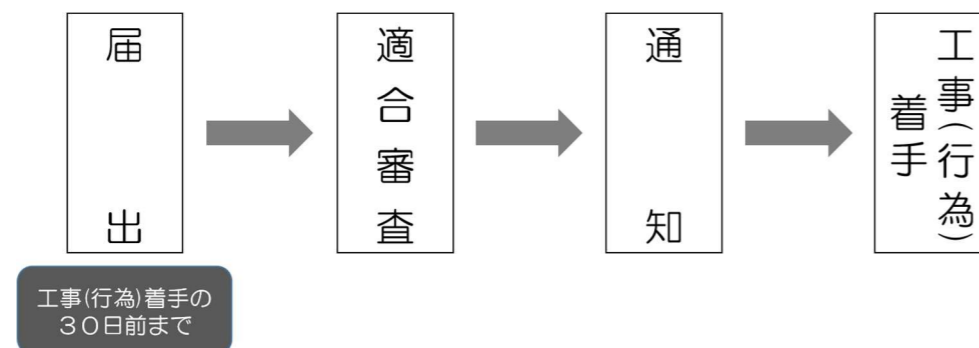 届出
適合審査
通知
工事(行為)
着手
工事(行為)着手の
30日前まで